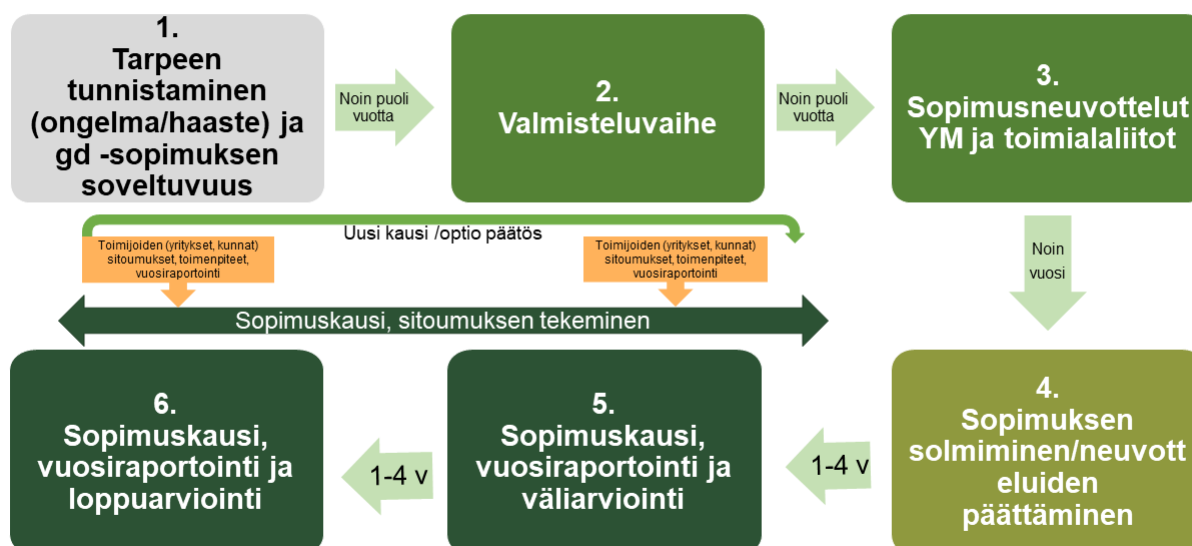 1.
Tarpeen
tunnistaminen
(ongelma/haaste) ja
gd -sopimuksen
soveltuvuus
Noin puoli
vuotta
2.
Valmisteluvaihe
Noin puoli
vuotta
3.
Sopimusneuvottelut
YM ja toimialaliitot
Noin
vuosi
Uusi kausi /optio päätös
Toimijoiden (yritykset, kunnat)
sitoumukset, toimenpiteet,
vuosiraportointi
Toimijoiden (yritykset, kunnat)
sitoumukset, toimenpiteet,
vuosiraportointi
Sopimuskausi, sitoumuksen tekeminen
4.
Sopimuksen
solmiminen/neuvott
eluiden
päättäminen
1-4 v
5.
Sopimuskausi,
vuosiraportointi ja
väliarviointi
1-4 v
6.
Sopimuskausi,
vuosiraportointi ja
loppuarviointi